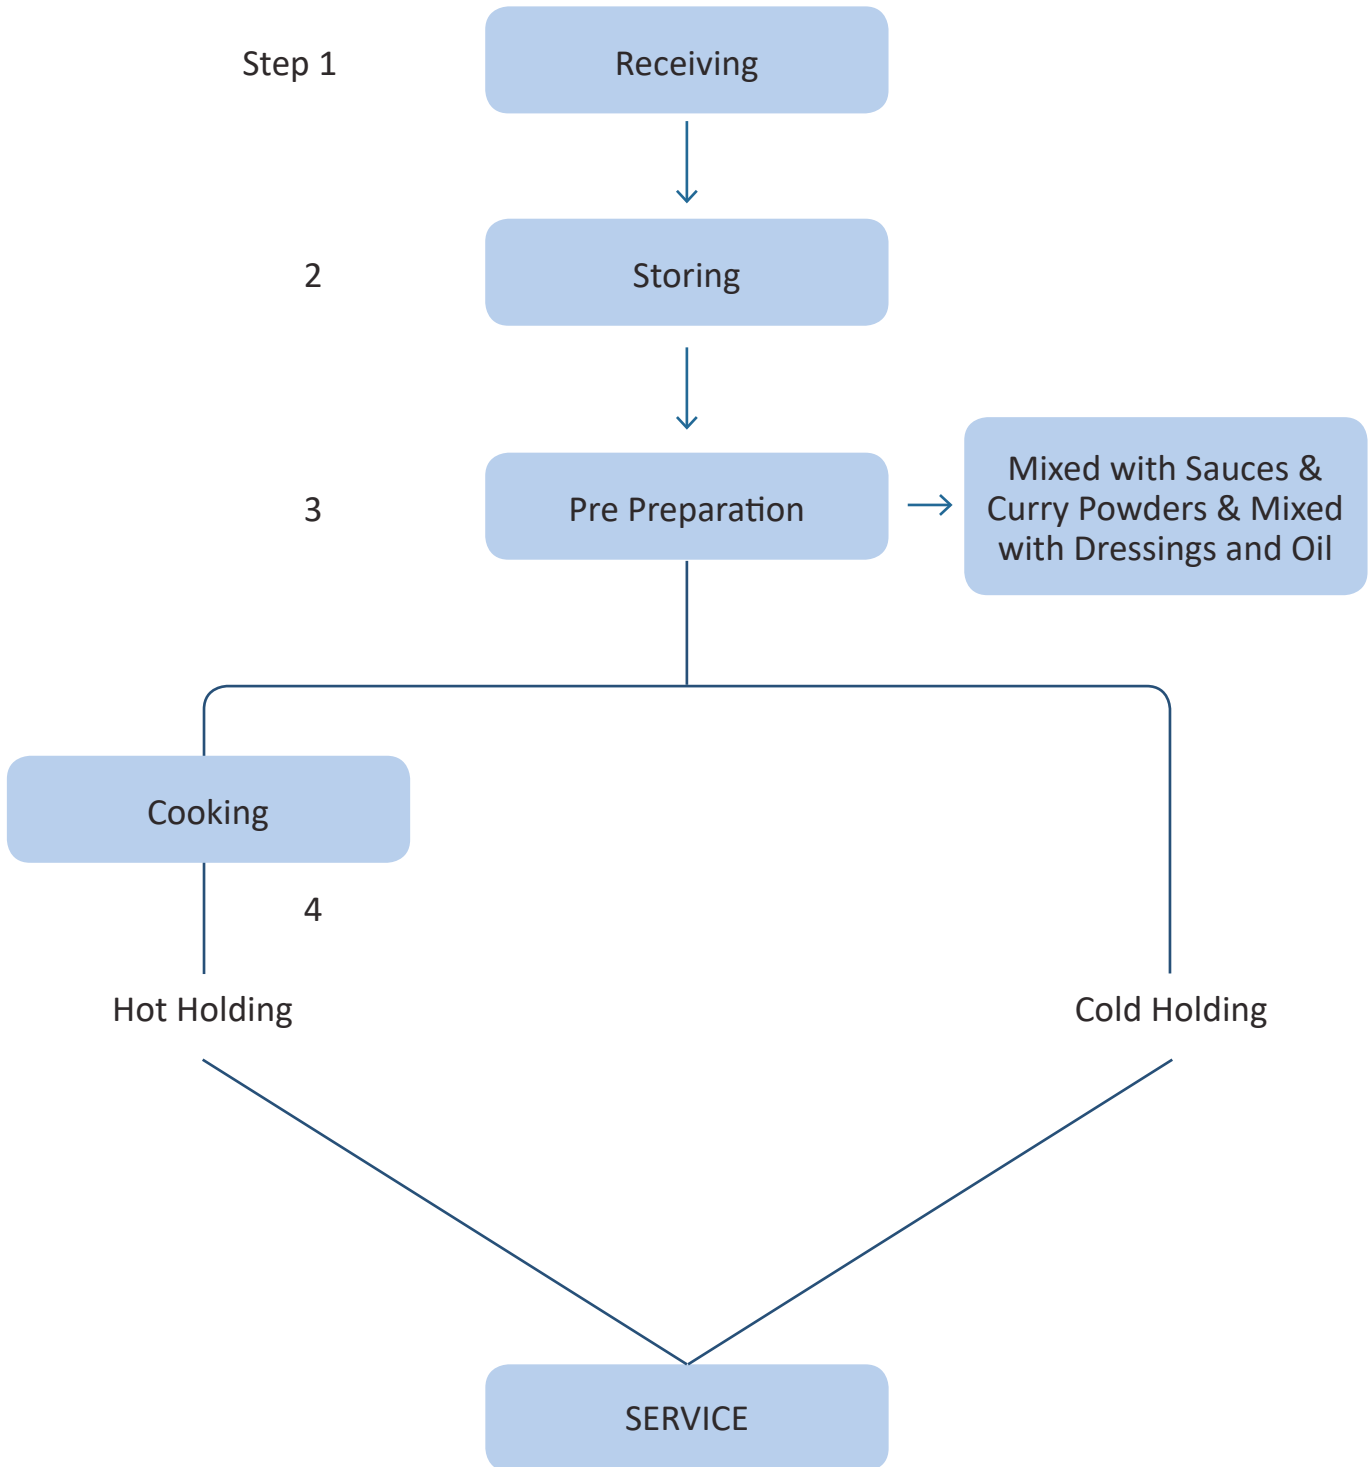 Step 1
Receiving
2
Storing
3
Pre Preparation
Mixed with Sauces &
Curry Powders & Mixed
with Dressings and Oil
Cooking
4
Hot Holding
Cold Holding
SERVICE